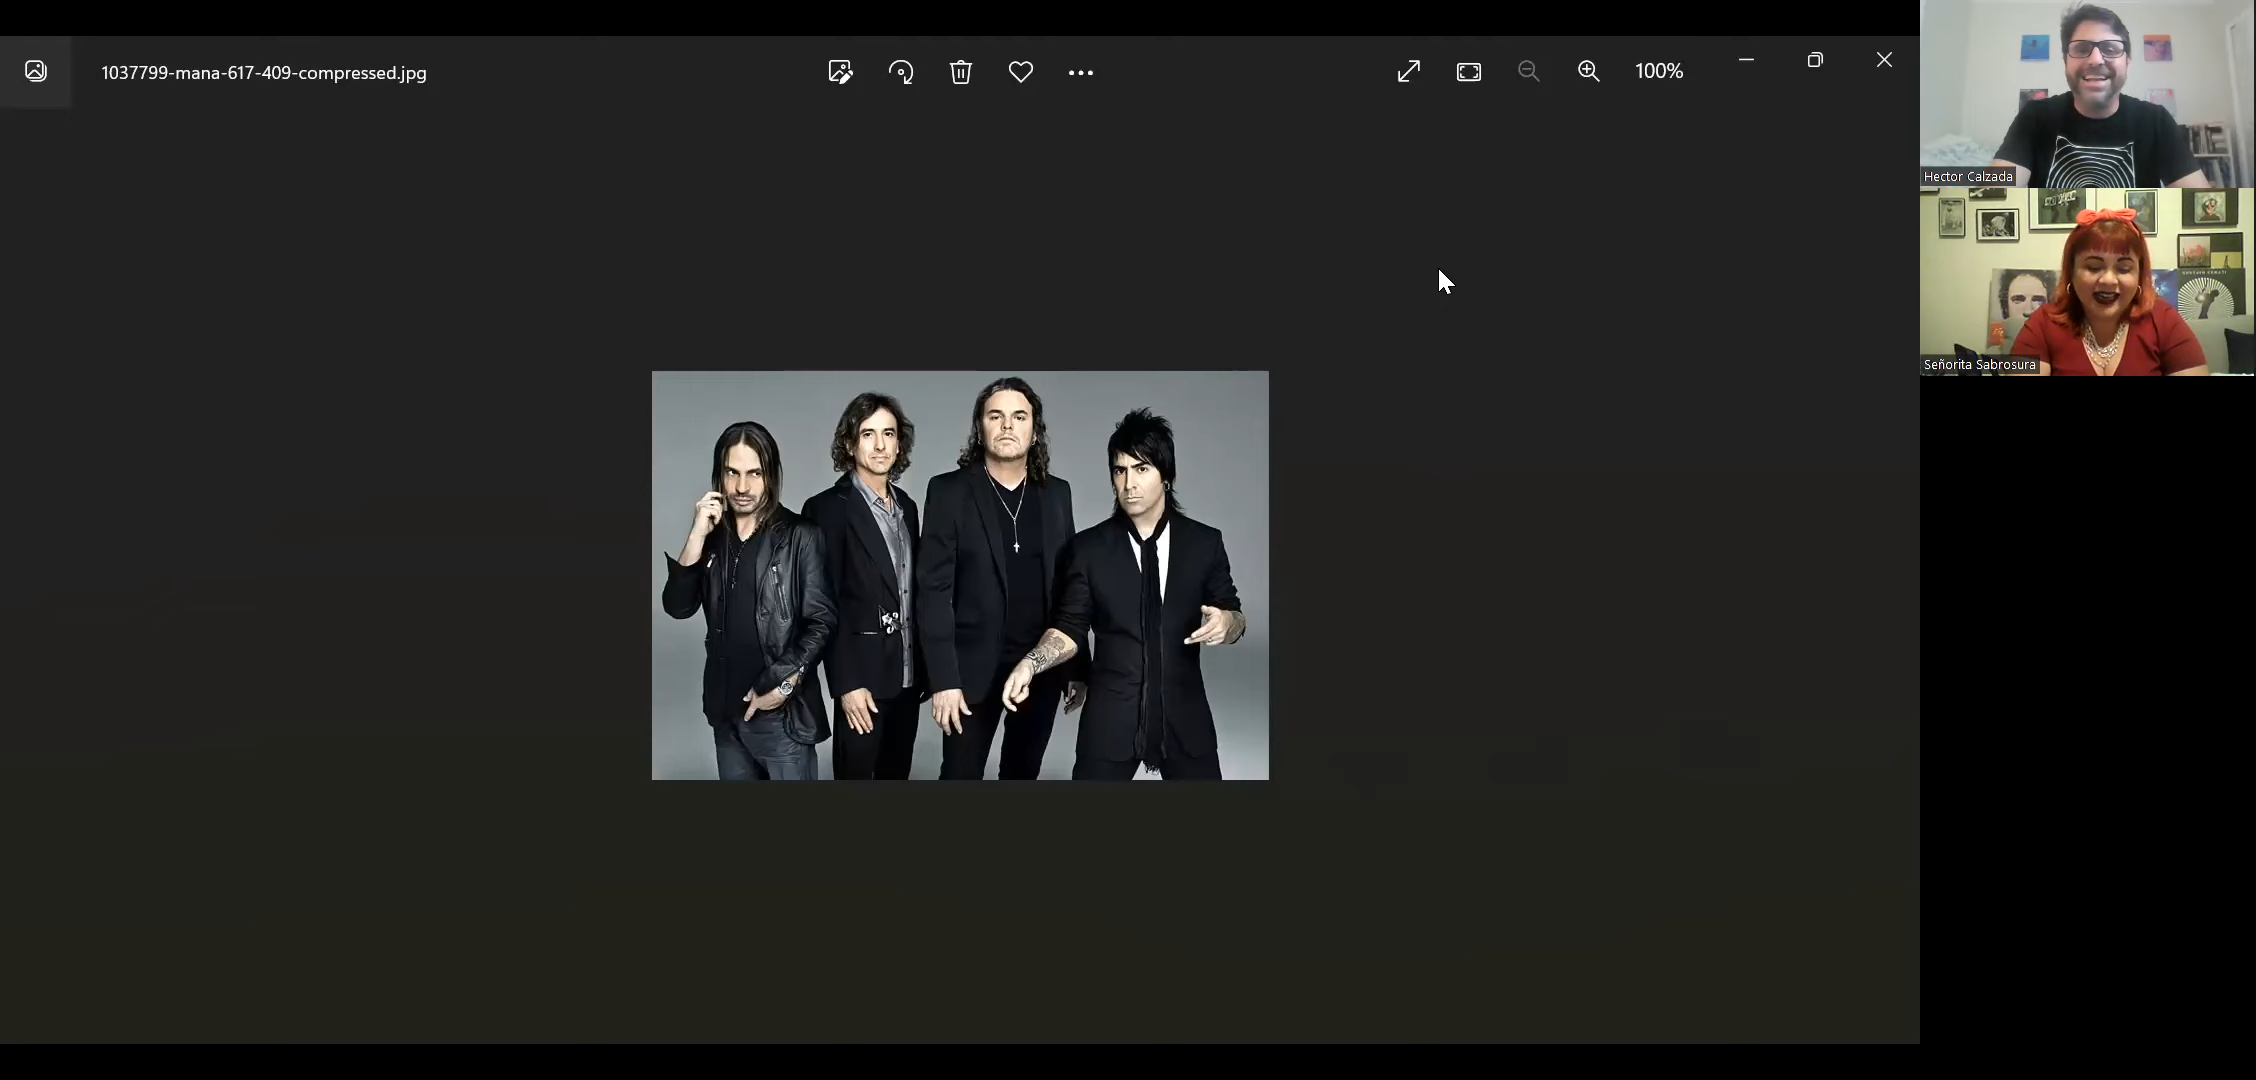 1037799-mana-617-409-compressed.jpg
100%
Hector Calzada
Señorita Sabrosura